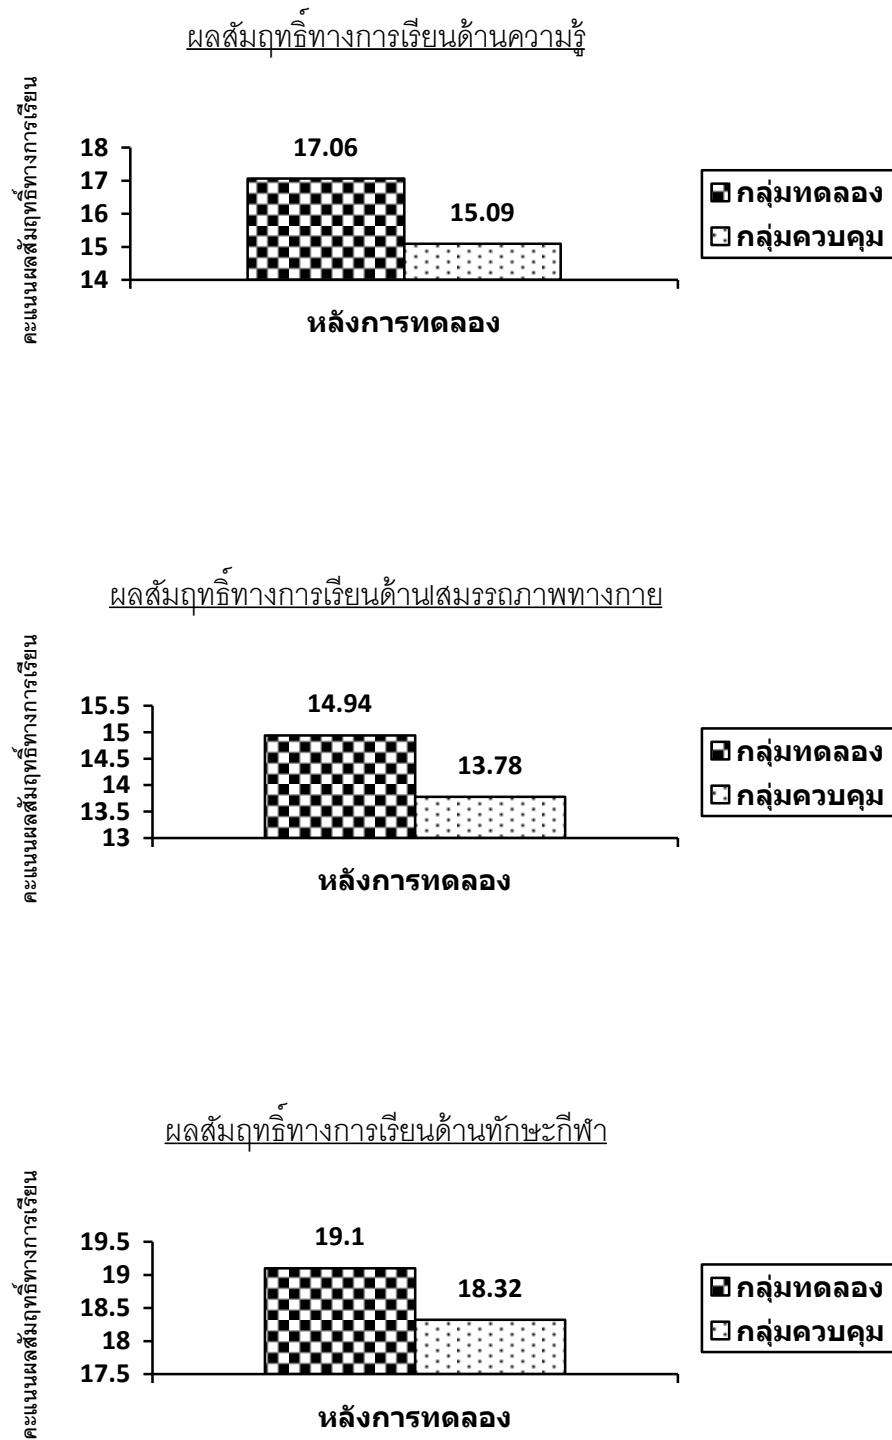 ผลสัมฤทธิ์ทางการเรียนด้านความรู้
คะแนนผลสัมฤทธิ์ทางการเรียน
18
17
16
15
14
17.06
15.09
หลังการทดลอง
กลุ่มทดลอง
กลุ่มควบคุม
ผลสัมฤทธิ์ทางการเรียนด้านสมรรถภาพทางกาย
คะแนนผลสัมฤทธิ์ทางการเรียน
15.5
15
14.5
14
13.5
13
14.94
13.78
หลังการทดลอง
กลุ่มทดลอง
กลุ่มควบคุม
ผลสัมฤทธิ์ทางการเรียนด้านทักษะกีฬา
คะแนนผลสัมฤทธิ์ทางการเรียน
19.5
19
18.5
18
17.5
19.1
18.32
หลังการทดลอง
กลุ่มทดลอง
กลุ่มควบคุม